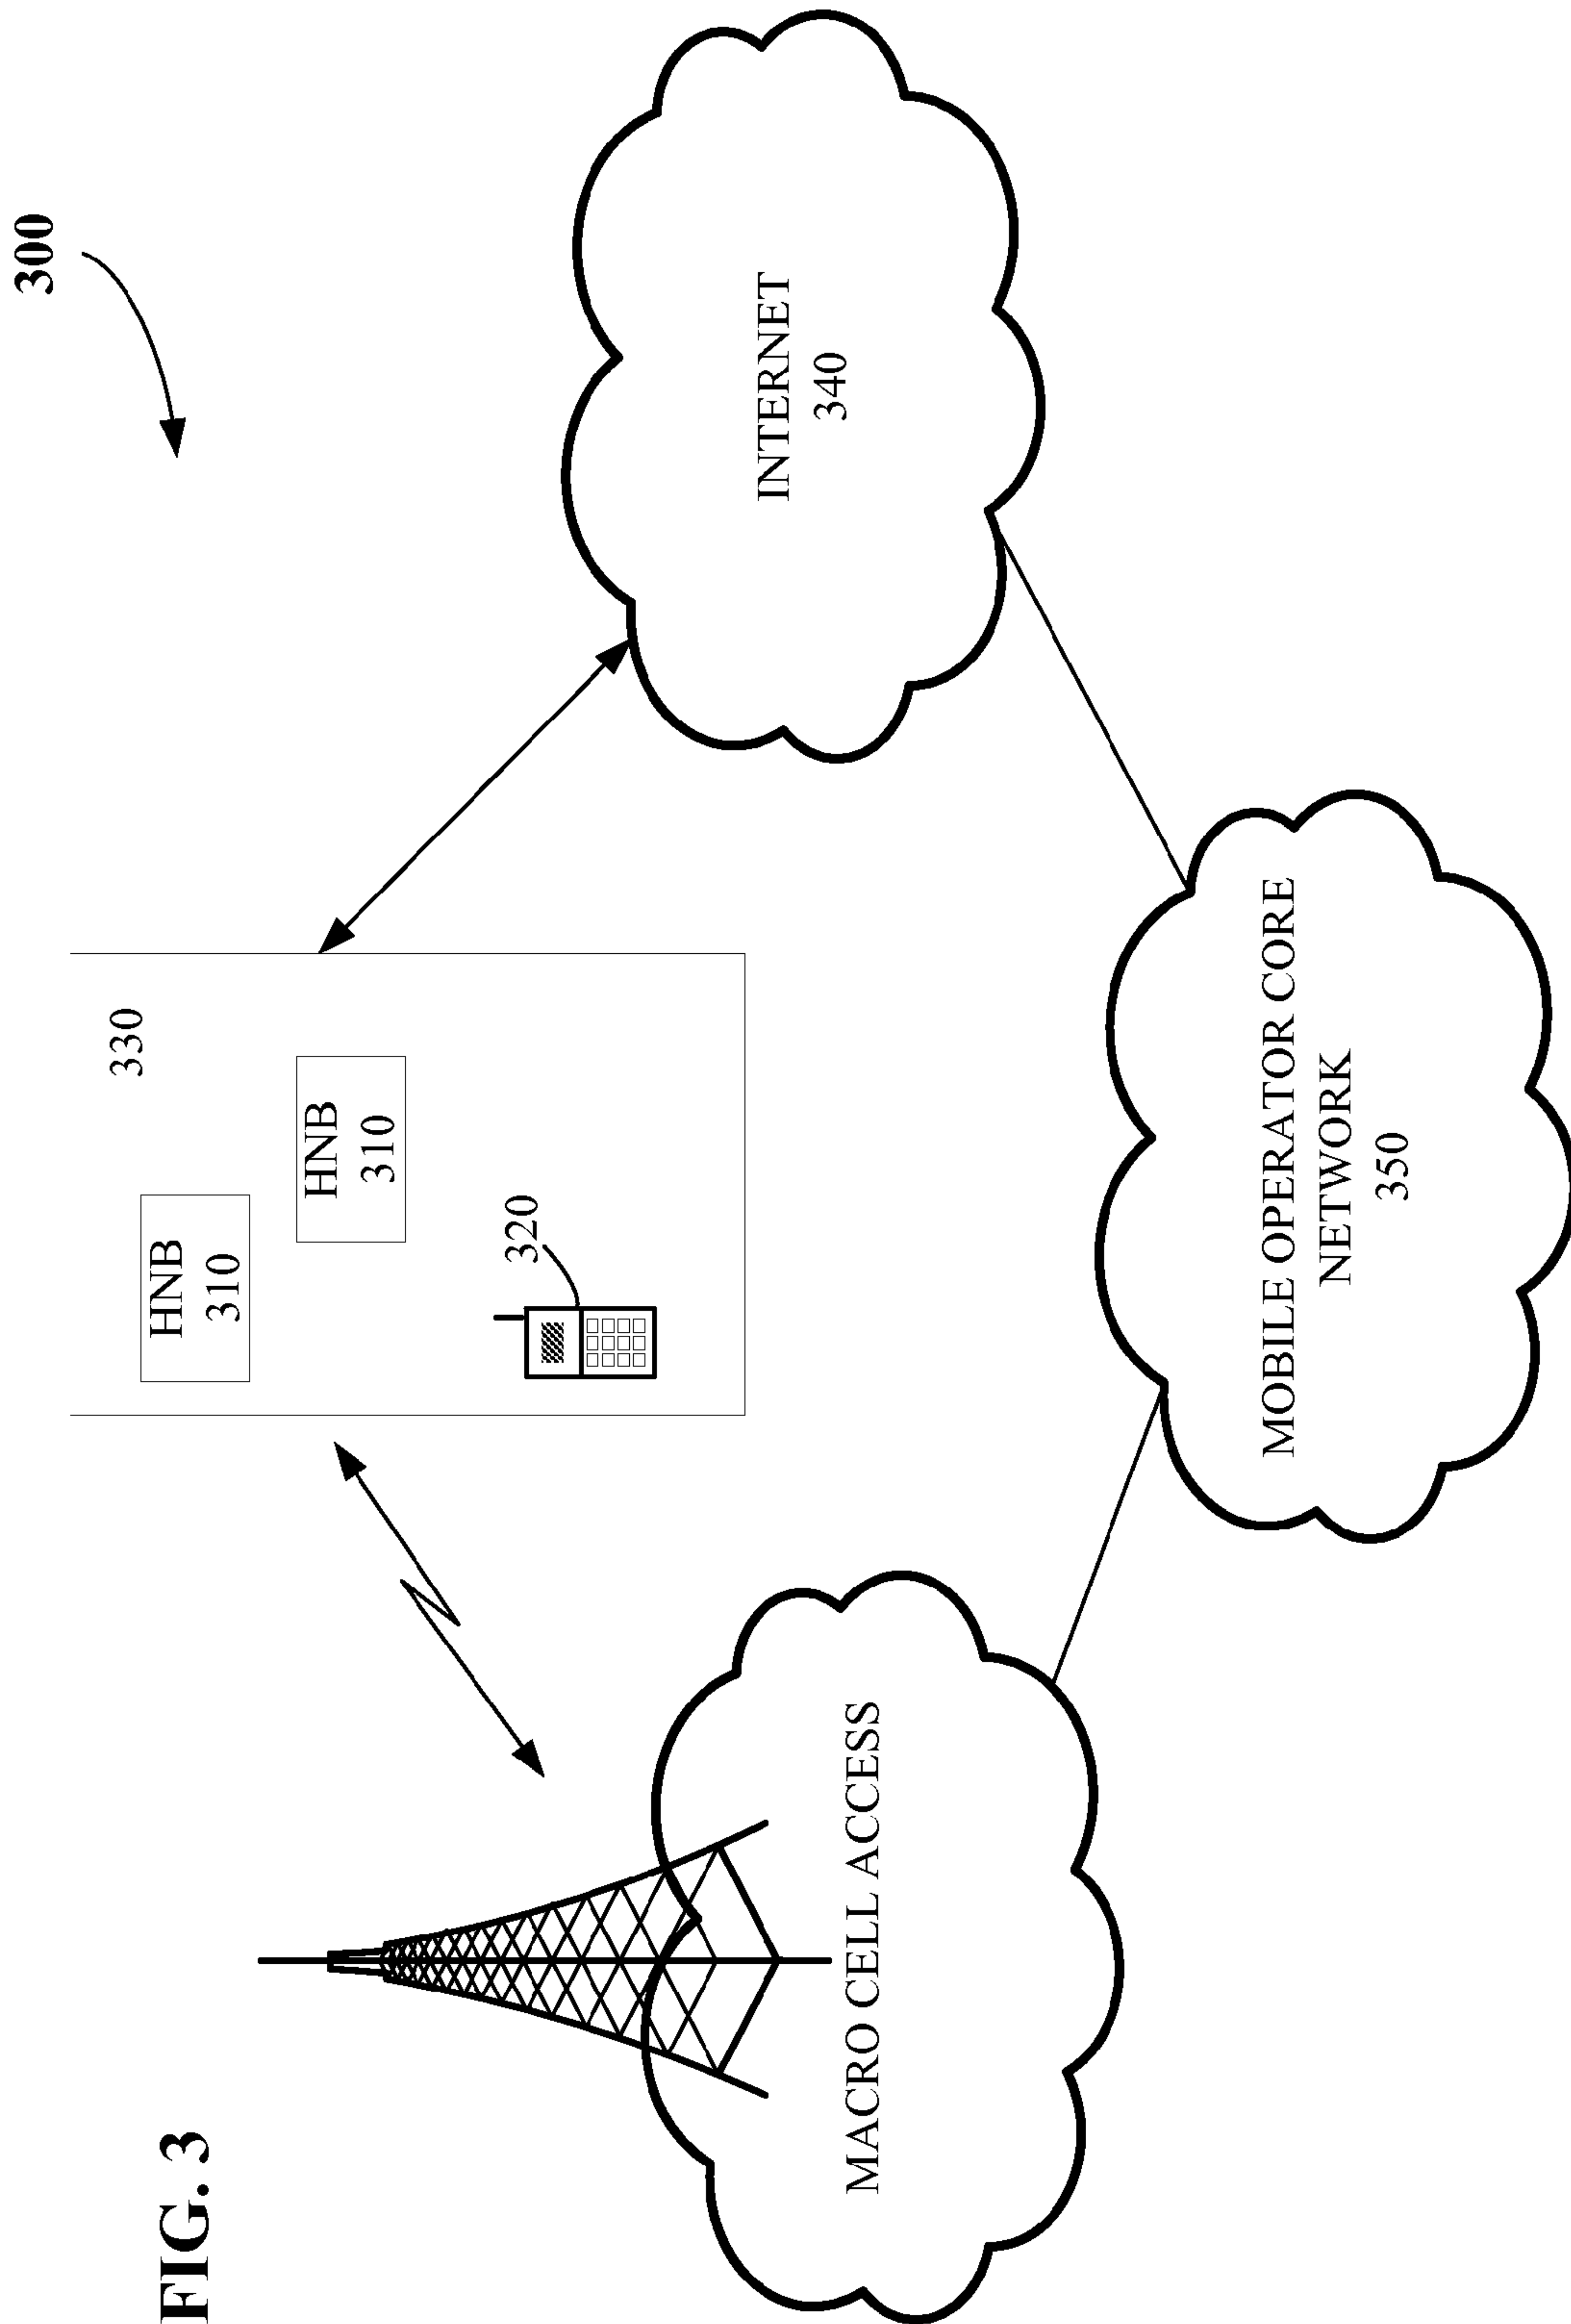 FIG. 3
300
330
HNB
310
HNB
310
320
INTERNET
340
MACRO CELL ACCESS
MOBILE OPERATOR CORE
NETWORK
350